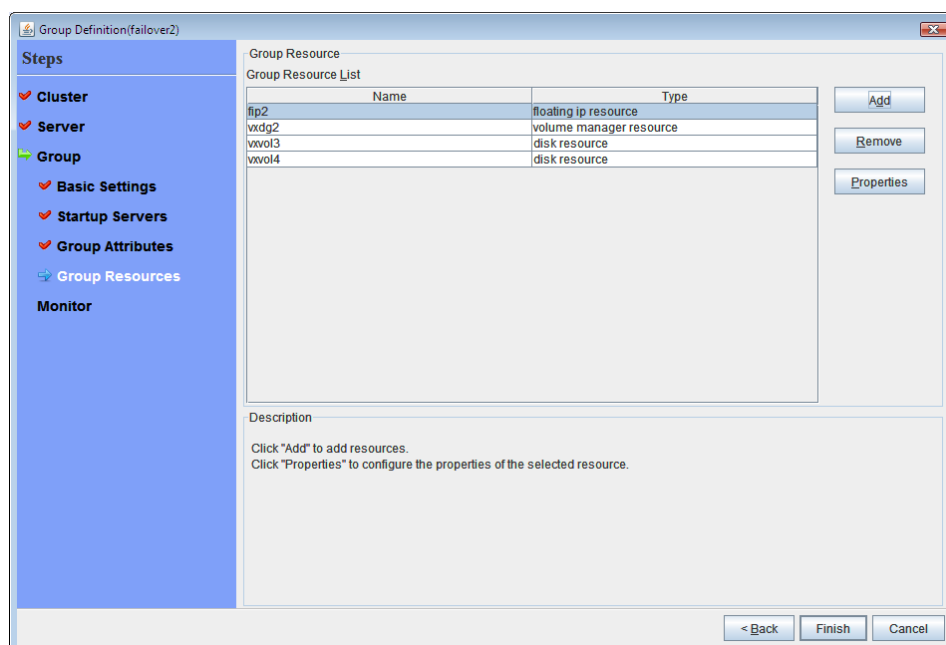 Group Definition(failover2)
Steps
Cluster
Server
Group
Basic Settings
Startup Servers
Group Attributes
Group Resources
Monitor
Group Resource
Group Resource List
Name Type
fip2 floating ip resource
vxdg2 volume manager resource
vxvol3 disk resource
vxvol4 disk resource
Add
Remove
Properties
Description
Click "Add" to add resources.
Click "Properties" to configure the properties of the selected resource.
< Back Finish Cancel